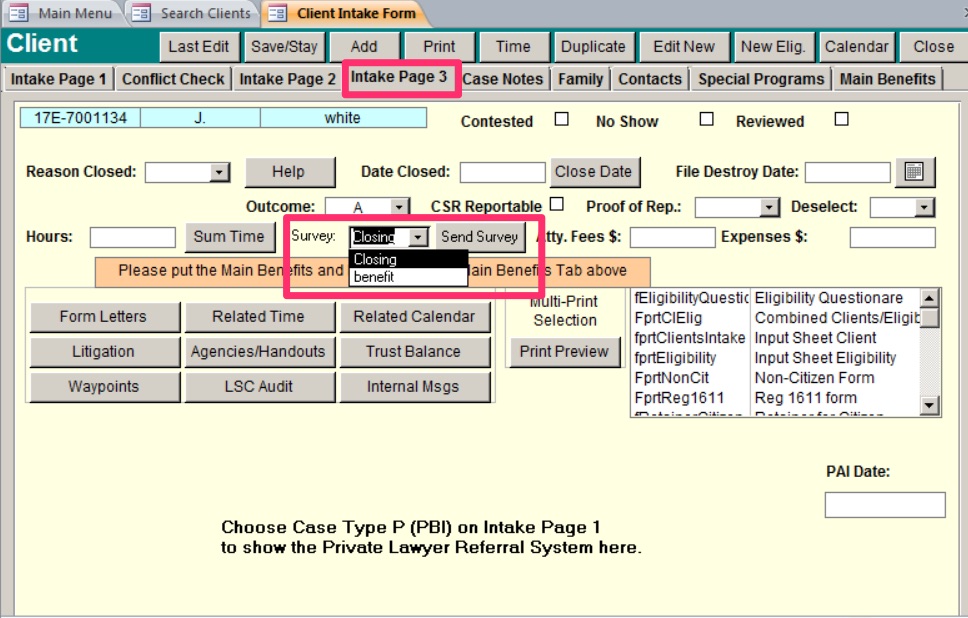 Main Menu Search Clients Client Intake Form
Client Last Edit Save/Stay Add Print Time Duplicate Edit New New Elig. Calendar Close
Intake Page 1 Conflict Check Intake Page 2 Intake Page 3 Case Notes Family Contacts Special Programs Main Benefits
17E-7001134 J. white Contested No Show Reviewed
Reason Closed: Help Date Closed: Close Date File Destroy Date:
Outcome: A CSR Reportable Proof of Rep.: Deselect:
Hours: Sum Time Survey: Closing Send Survey Atty. Fees $: Expenses $:
Closing
benefit
Please put the Main Benefits and ain Benefits Tab above
Form Letters Related Time Related Calendar
Litigation Agencies/Handouts Trust Balance
Waypoints LSC Audit Internal Msgs
Multi-Print
Selection
Print Preview
fEligibilityQuestic Eligibility Questionare
FprtClElig Combined Clients/Eligit
fprtClientsIntake Input Sheet Client
fprtEligibility Input Sheet Eligibility
FprtNonCit Non-Citizen Form
FprtReg1611 Reg 1611 form
PAI Date:
Choose Case Type P (PBI) on Intake Page 1
to show the Private Lawyer Referral System here.